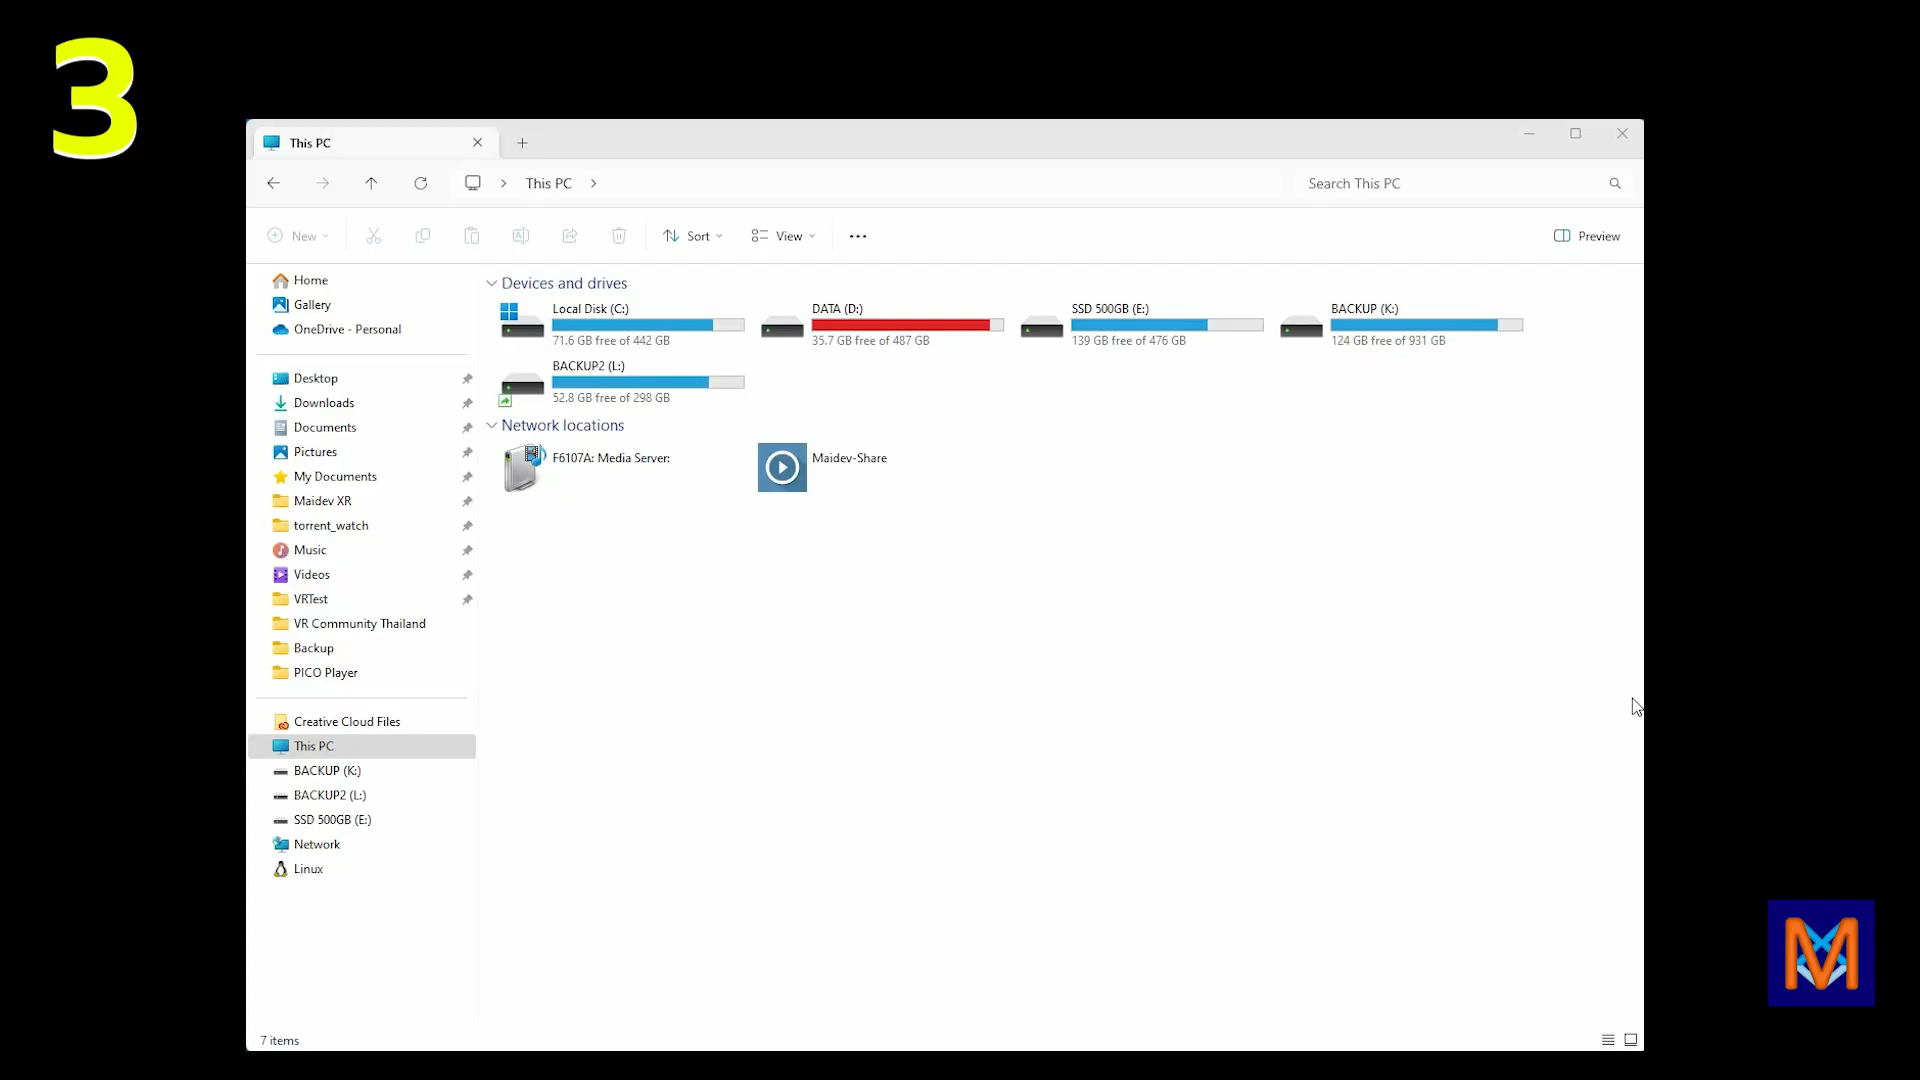 3
This PC
This PC
Search This PC
New
Sort
View
Preview
Home
Gallery
OneDrive - Personal
Desktop
Downloads
Documents
Pictures
My Documents
Maidev XR
torrent_watch
Music
Videos
VRTest
VR Community Thailand
Backup
PICO Player
Creative Cloud Files
This PC
BACKUP (K:)
BACKUP2 (L:)
SSD 500GB (E:)
Network
Linux
Devices and drives
Local Disk (C:)
71.6 GB free of 442 GB
DATA (D:)
35.7 GB free of 487 GB
SSD 500GB (E:)
139 GB free of 476 GB
BACKUP (K:)
124 GB free of 931 GB
BACKUP2 (L:)
52.8 GB free of 298 GB
Network locations
F6107A: Media Server:
Maidev-Share
7 items
M